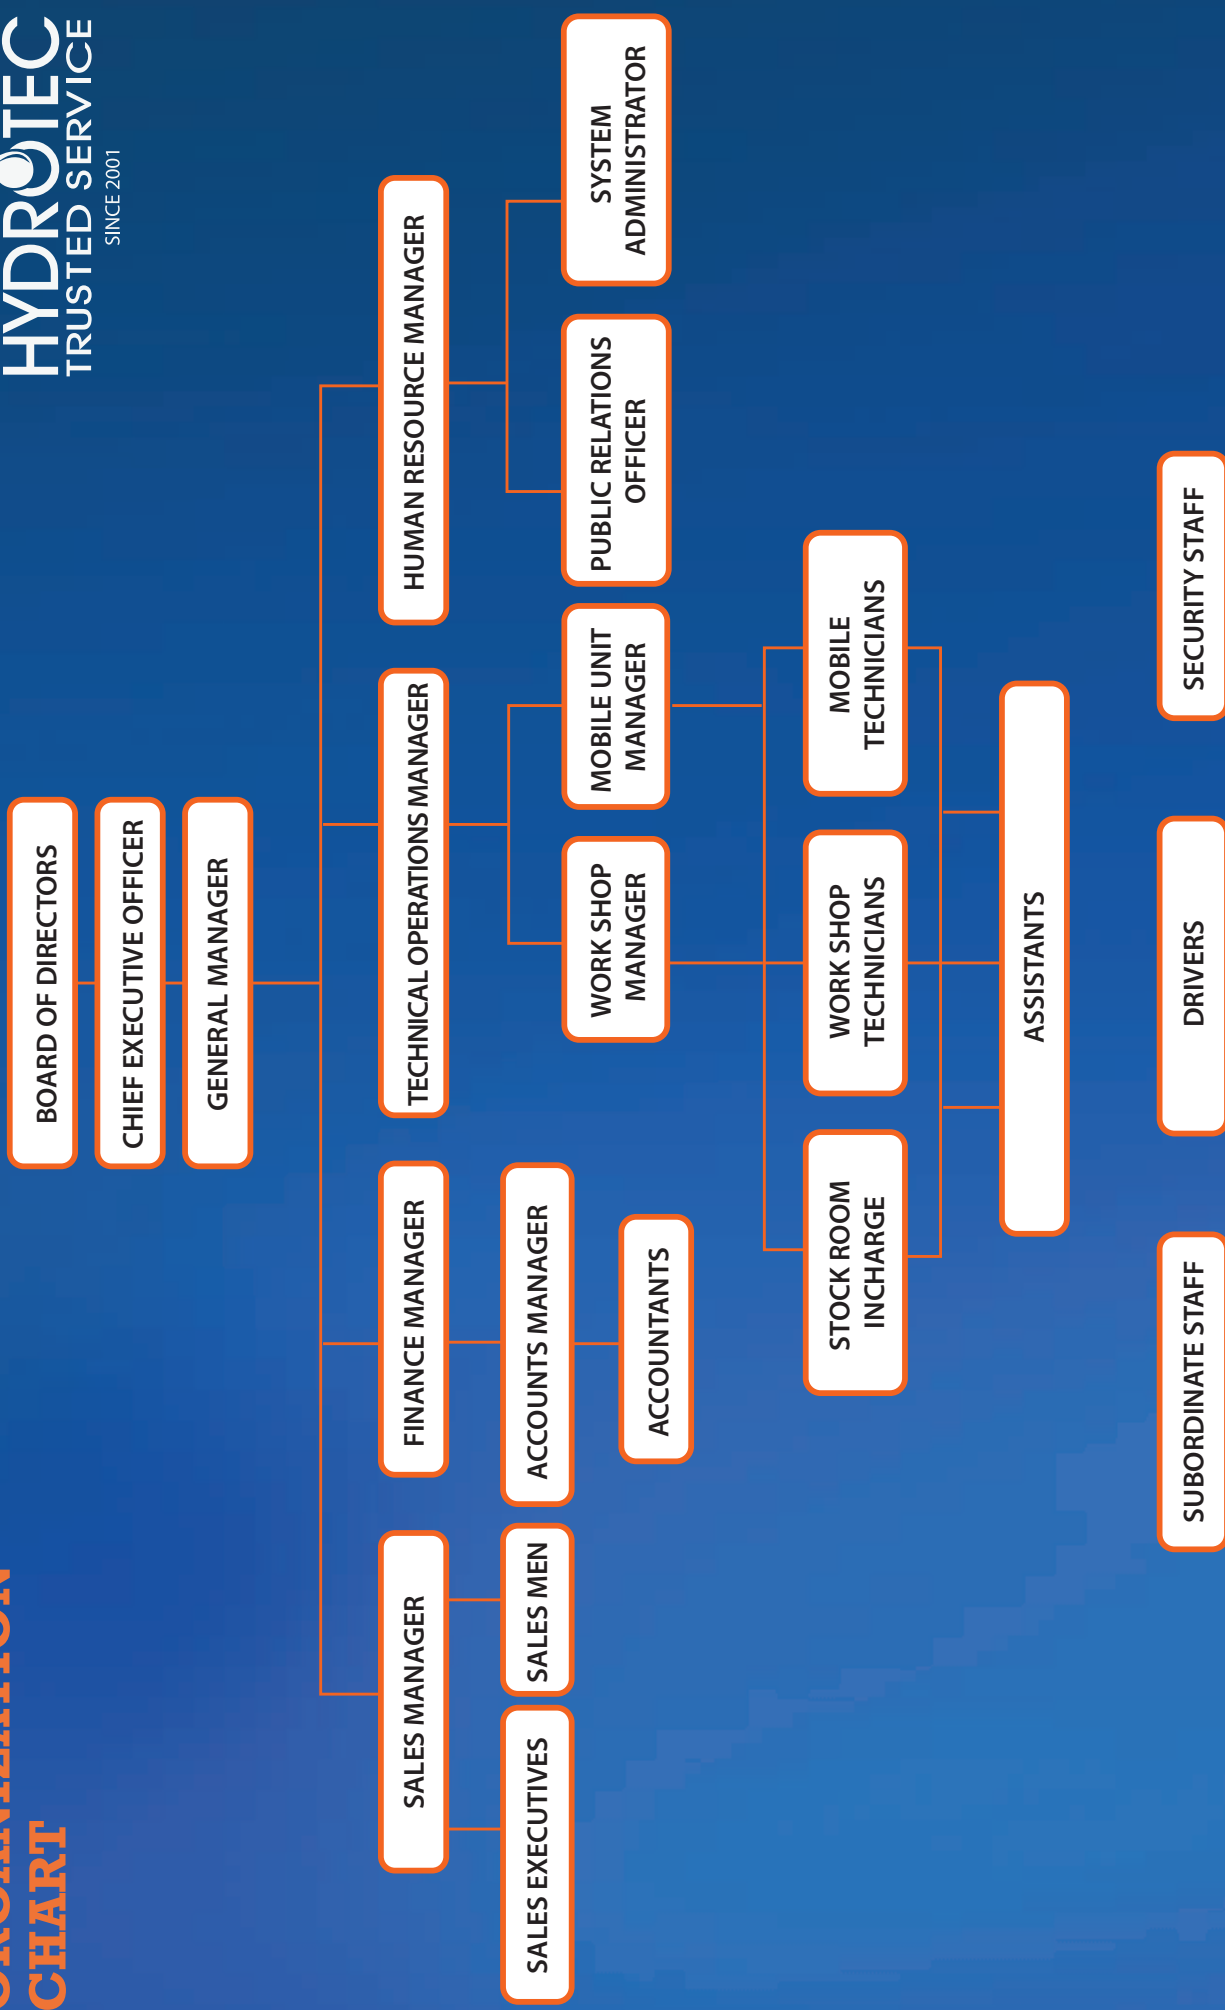 ORGANIZATION
CHART
HYDROTEC
TRUSTED SERVICE
SINCE 2001
BOARD OF DIRECTORS
CHIEF EXECUTIVE OFFICER
GENERAL MANAGER
SALES MANAGER
FINANCE MANAGER
TECHNICAL OPERATIONS MANAGER
HUMAN RESOURCE MANAGER
SALES EXECUTIVES
SALES MEN
ACCOUNTS MANAGER
ACCOUNTANTS
WORK SHOP
MANAGER
MOBILE UNIT
MANAGER
PUBLIC RELATIONS
OFFICER
SYSTEM
ADMINISTRATOR
STOCK ROOM
INCHARGE
WORK SHOP
TECHNICIANS
MOBILE
TECHNICIANS
ASSISTANTS
SUBORDINATE STAFF
DRIVERS
SECURITY STAFF